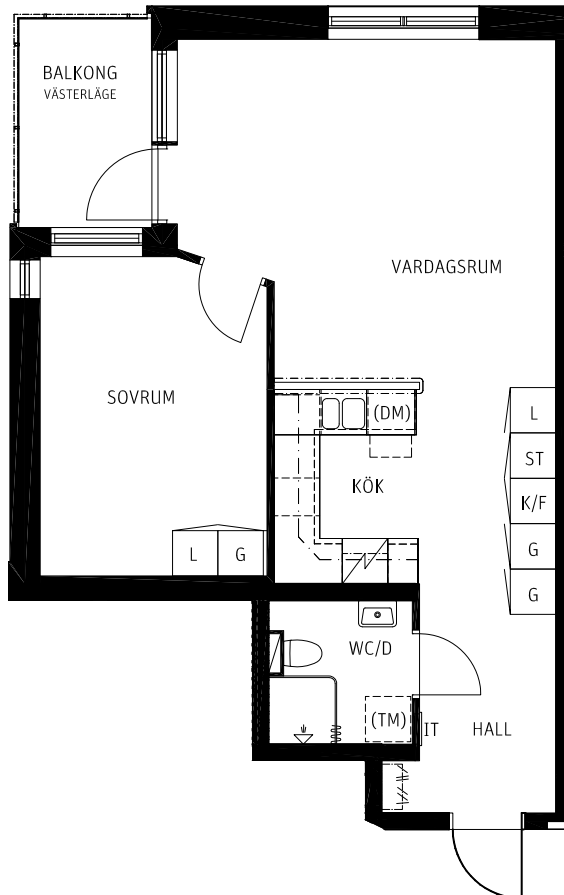 BALKONG
VÄSTERLÄGE
VARDAGSRUM
SOVRUM
(DM)
L
ST
KÖK
K/F
L
G
G
G
WC/D
(TM)
IT
HALL